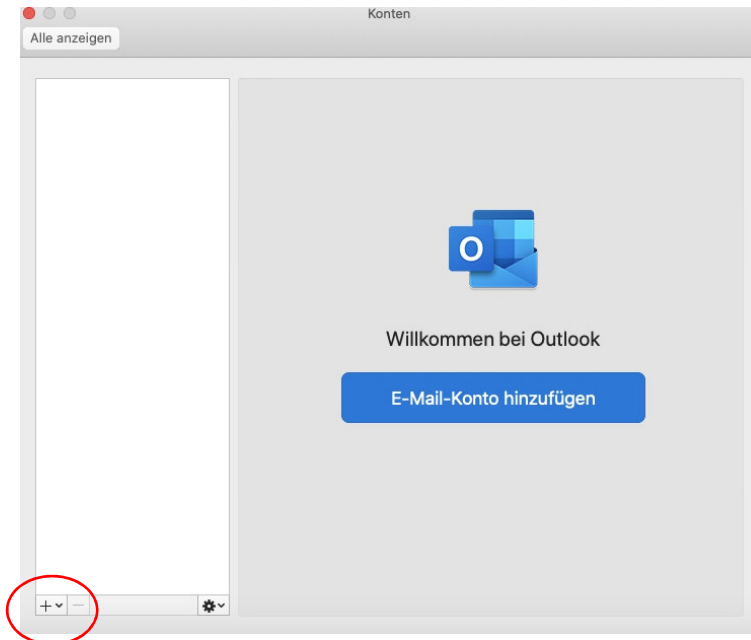 Konten
Alle anzeigen
O
Willkommen bei Outlook
E-Mail-Konto hinzufügen